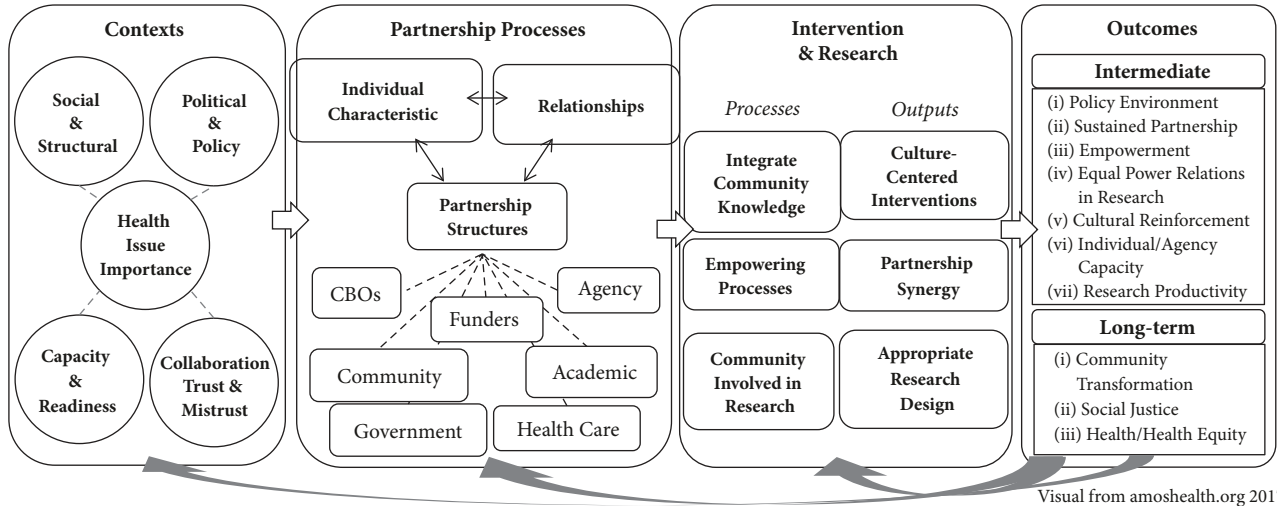 Contexts
Social
&
Structural
Political
&
Policy
Health
Issue
Importance
Capacity
&
Readiness
Collaboration
Trust &
Mistrust
Partnership Processes
Individual
Characteristic
Relationships
Partnership
Structures
CBOs
Agency
Funders
Community
Academic
Government
Health Care
Intervention
& Research
Processes
Outputs
Integrate
Community
Knowledge
Culture-
Centered
Interventions
Empowering
Processes
Partnership
Synergy
Community
Involved in
Research
Appropriate
Research
Design
Outcomes
Intermediate
(i) Policy Environment
(ii) Sustained Partnership
(iii) Empowerment
(iv) Equal Power Relations
in Research
(v) Cultural Reinforcement
(vi) Individual/Agency
Capacity
(vii) Research Productivity
Long-term
(i) Community
Transformation
(ii) Social Justice
(iii) Health/Health Equity
Visual from amoshealth.org 201